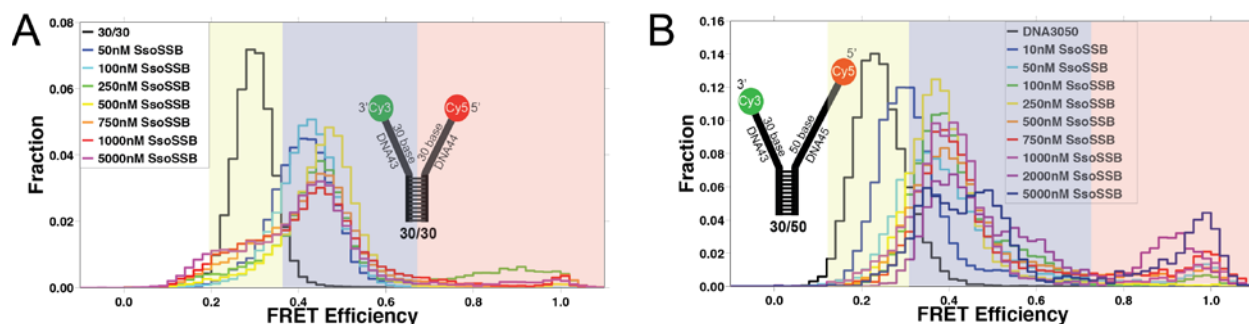 A
0.08
0.06
0.04
0.02
0.00
Fraction
30/30
50nM SsoSSB
100nM SsoSSB
250nM SsoSSB
500nM SsoSSB
750nM SsoSSB
1000nM SsoSSB
5000nM SsoSSB
3'
Cy3
Cy5
5'
30 base
DNA43
30 base
DNA44
30/30
0.0 0.2 0.4 0.6 0.8 1.0
FRET Efficiency
B
0.16
0.14
0.12
0.10
0.08
0.06
0.04
0.02
0.00
Fraction
DNA3050
10nM SsoSSB
50nM SsoSSB
100nM SsoSSB
250nM SsoSSB
500nM SsoSSB
750nM SsoSSB
1000nM SsoSSB
2000nM SsoSSB
5000nM SsoSSB
5'
Cy5
3'
Cy3
30 base
DNA43
50 base
DNA45
30/50
0.0 0.2 0.4 0.6 0.8 1.0
FRET Efficiency